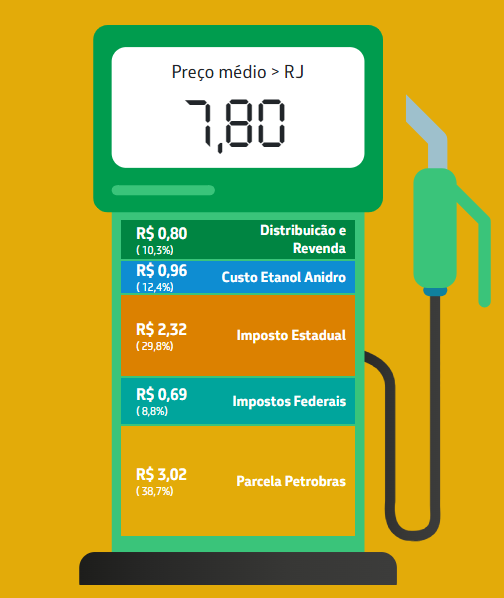 Preço médio > RJ
7,80
R$ 0,80
Distribuicão e
(10,3%)
Revenda
R$ 0,96
Custo Etanol Anidro
(12,4%)
R$ 2,32
Imposto Estadual
(29,8%)
R$ 0,69
Impostos Federais
(8,8%)
R$ 3,02
Parcela Petrobras
(38,7%)